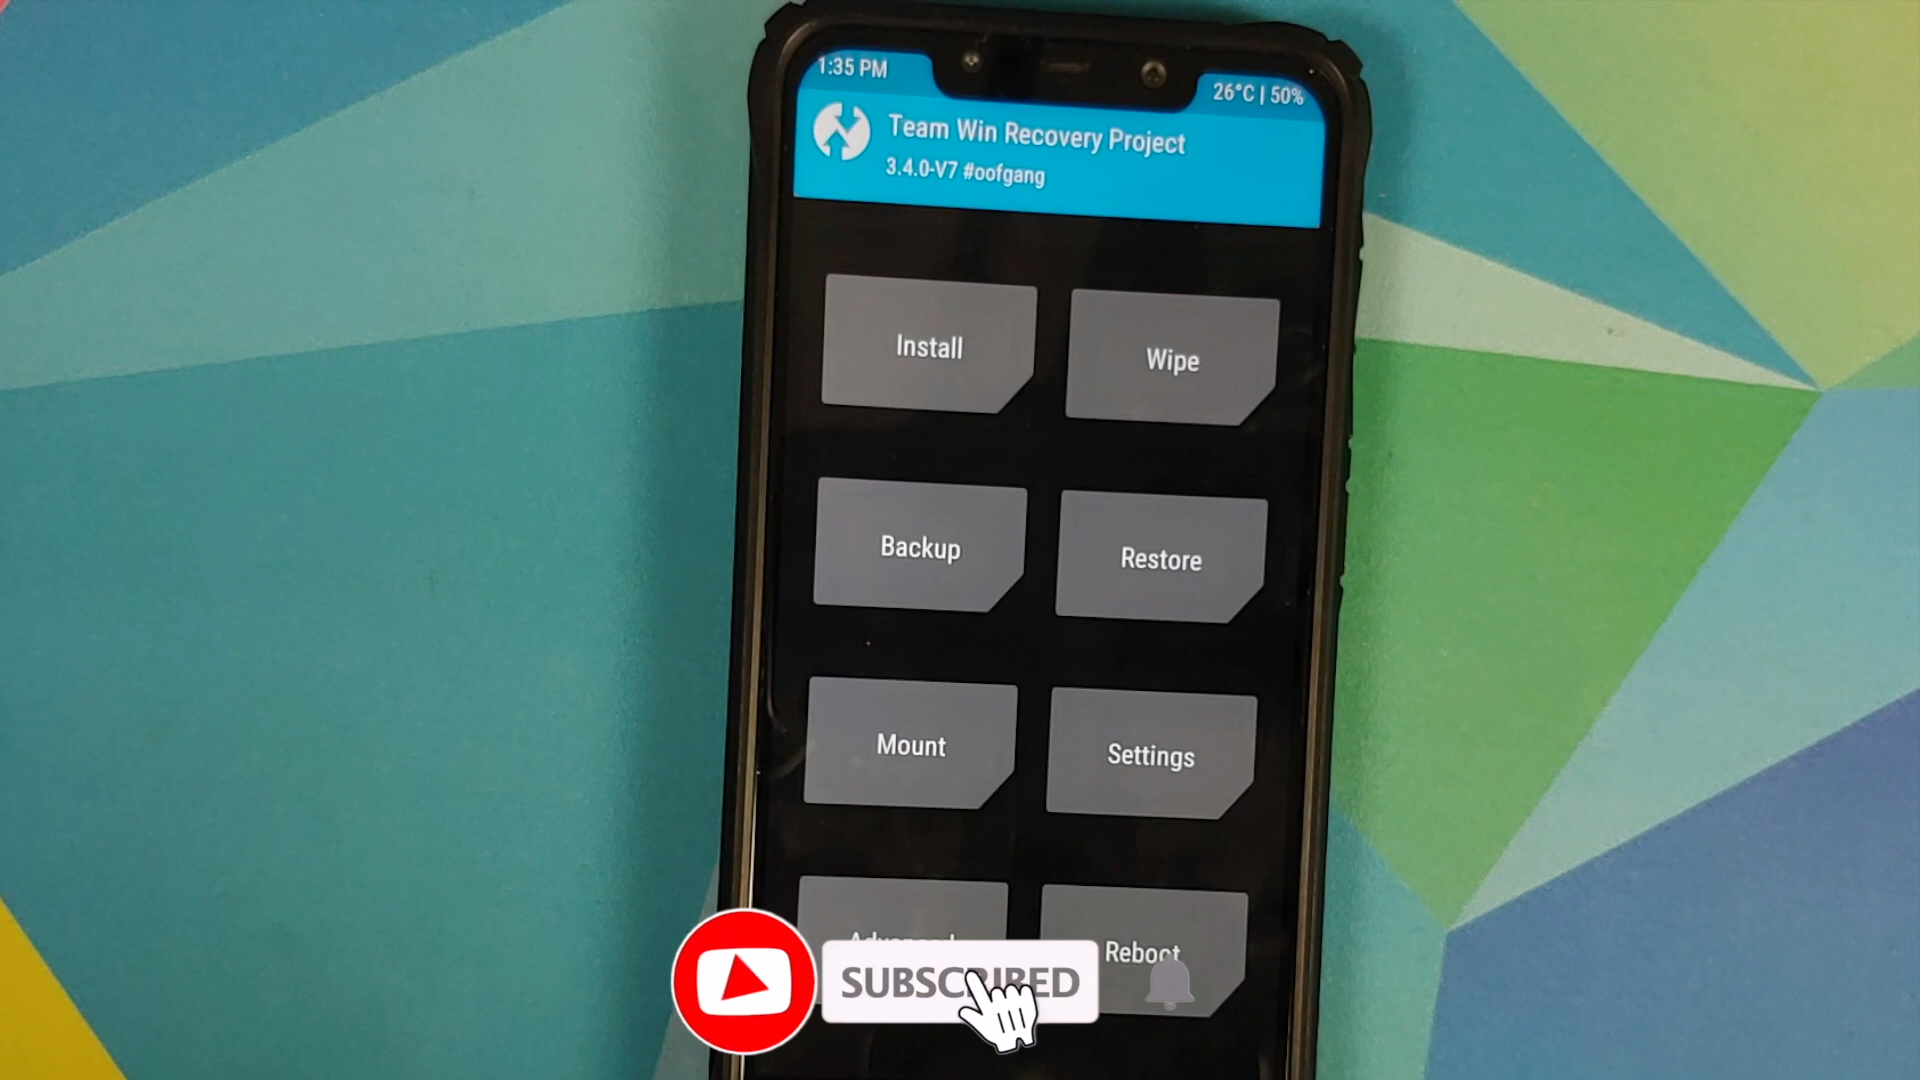 1:35 PM
26°C | 50%
Team Win Recovery Project
3.4.0-V7 #oofgang
Install
Wipe
Backup
Restore
Mount
Settings
Advanced
Reboot
SUBSCRIBED